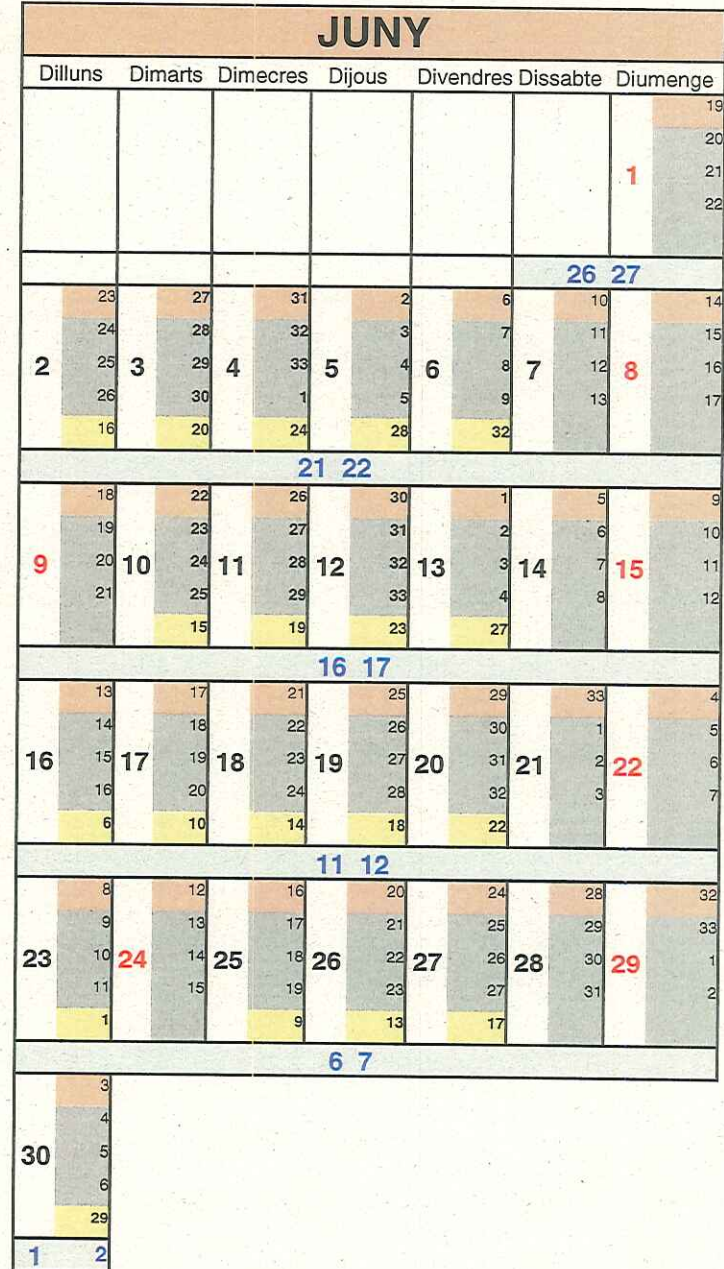 JUNY
Dilluns Dimarts Dimecres Dijous Divendres Dissabte Diumenge
19
20
1 21
22
26 27
23 27 31 2 6 10 14
24 28 32 3 7 11 15
2 25 3 29 4 33 5 4 6 8 7 12 8 16
26 30 1 5 9 13 17
16 20 24 28 32
21 22
18 22 26 30 1 5 9
19 23 27 31 2 6 10
9 20 10 24 11 28 12 32 13 3 14 7 15 11
21 25 29 33 4 8 12
15 19 23 27
16 17
13 17 21 25 29 33 4
14 18 22 26 30 1 5
16 15 17 19 18 23 19 27 20 31 21 2 22 6
16 20 24 28 32 3 7
6 10 14 18 22
11 12
8 12 16 20 24 28 32
9 13 17 21 25 29 33
23 10 24 14 25 18 26 22 27 26 28 30 29 1
11 15 19 23 27 31 2
1 9 13 17
6 7
3
4
30 5
6
29
1 2